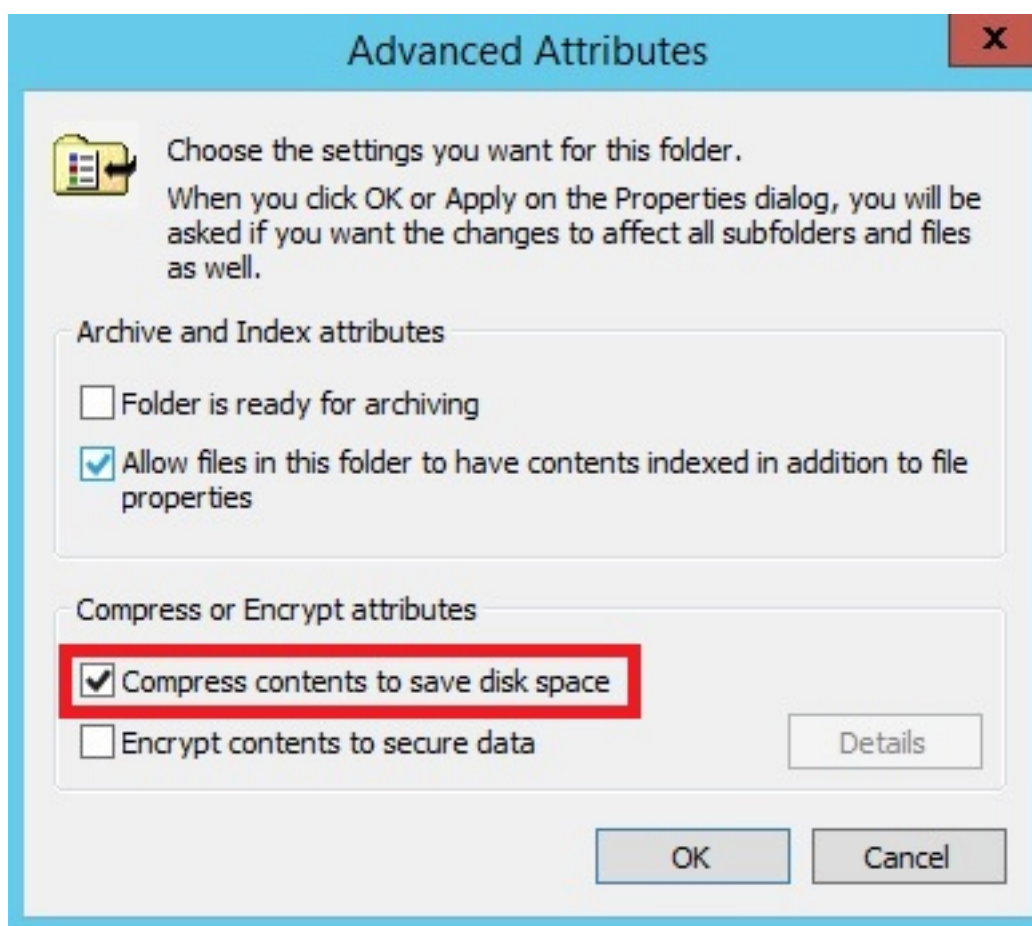 Advanced Attributes
x
Choose the settings you want for this folder.
When you click OK or Apply on the Properties dialog, you will be
asked if you want the changes to affect all subfolders and files
as well.
Archive and Index attributes
Folder is ready for archiving
Allow files in this folder to have contents indexed in addition to file
properties
Compress or Encrypt attributes
Compress contents to save disk space
Encrypt contents to secure data
Details
OK
Cancel